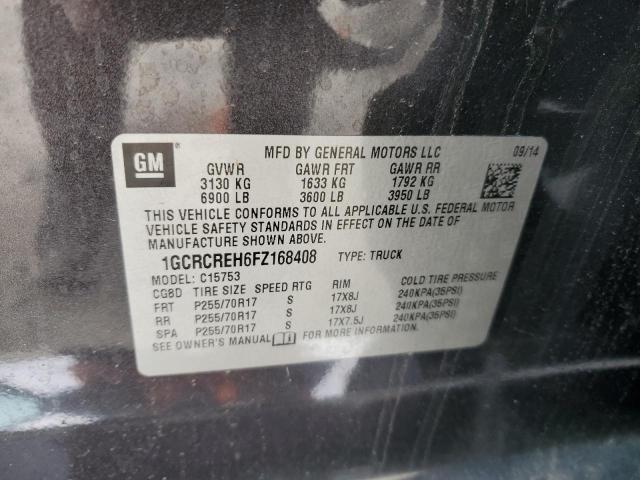 GM ®
MFD BY GENERAL MOTORS LLC 09/14
GVWR GAWR FRT GAWR RR
3130 KG 1633 KG 1792 KG
6900 LB 3600 LB 3950 LB
THIS VEHICLE CONFORMS TO ALL APPLICABLE U.S. FEDERAL MOTOR
VEHICLE SAFETY STANDARDS IN EFFECT ON THE DATE OF
MANUFACTURE SHOWN ABOVE.
1GCRCREH6FZ168408 TYPE: TRUCK
MODEL: C15753
CG8D TIRE SIZE SPEED RTG RIM COLD TIRE PRESSURE
FRT P255/70R17 S 17X8J 240KPA(35PSI)
RR P255/70R17 S 17X8J 240KPA(35PSI)
SPA P255/70R17 S 17X7.5J 240KPA(35PSI)
SEE OWNER'S MANUAL FOR MORE INFORMATION.